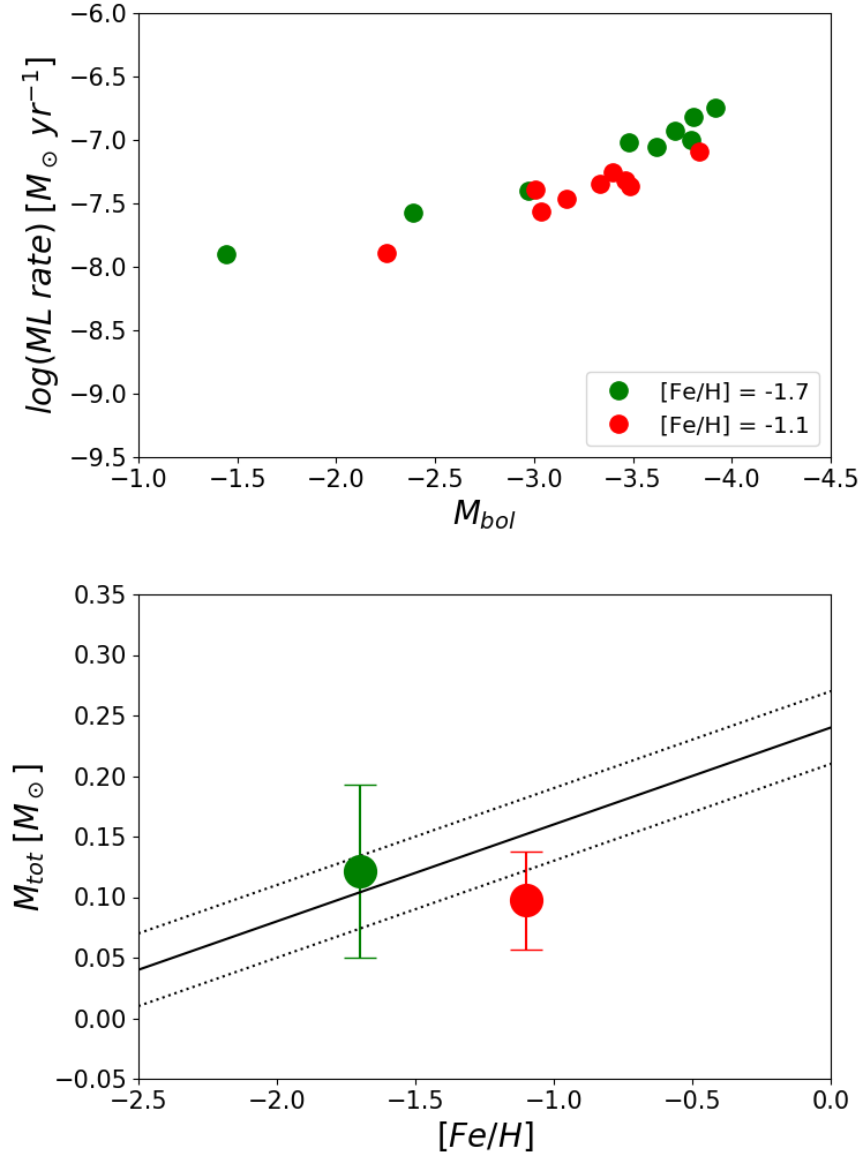 −6.0
−6.5
−7.0
−7.5
−8.0
−8.5
−9.0
−9.5
log(ML rate) [M⊙ yr⁻¹]
[Fe/H] = -1.7
[Fe/H] = -1.1
−1.0 −1.5 −2.0 −2.5 −3.0 −3.5 −4.0 −4.5
M_bol
0.35
0.30
0.25
0.20
0.15
0.10
0.05
0.00
−0.05
M_tot [M⊙]
−2.5 −2.0 −1.5 −1.0 −0.5 0.0
[Fe/H]